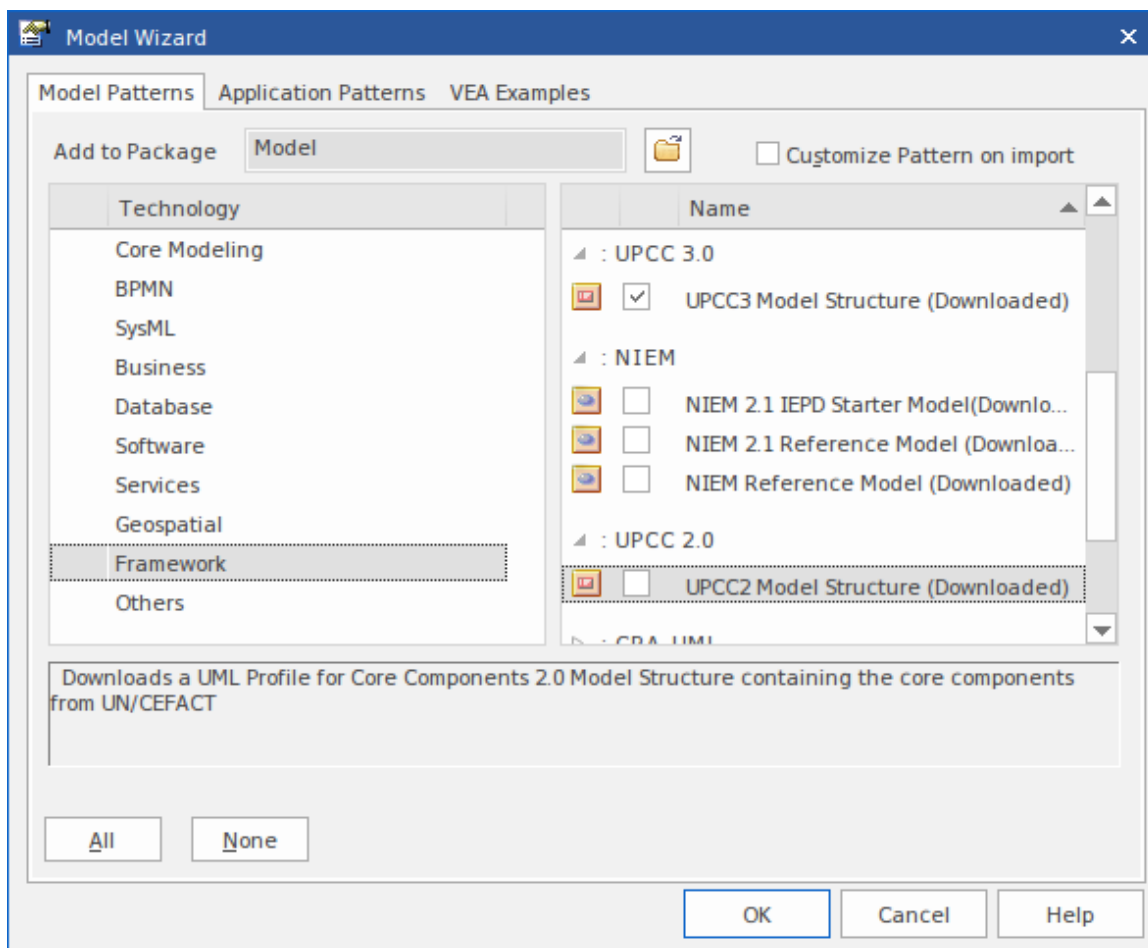 Model Wizard
Model Patterns Application Patterns VEA Examples
Add to Package Model Customize Pattern on import
Technology
Core Modeling
BPMN
SysML
Business
Database
Software
Services
Geospatial
Framework
Others
Name
: UPCC 3.0
UPCC3 Model Structure (Downloaded)
: NIEM
NIEM 2.1 IEPD Starter Model(Downlo...
NIEM 2.1 Reference Model (Downloa...
NIEM Reference Model (Downloaded)
: UPCC 2.0
UPCC2 Model Structure (Downloaded)
Downloads a UML Profile for Core Components 2.0 Model Structure containing the core components
from UN/CEFACT
All None
OK Cancel Help